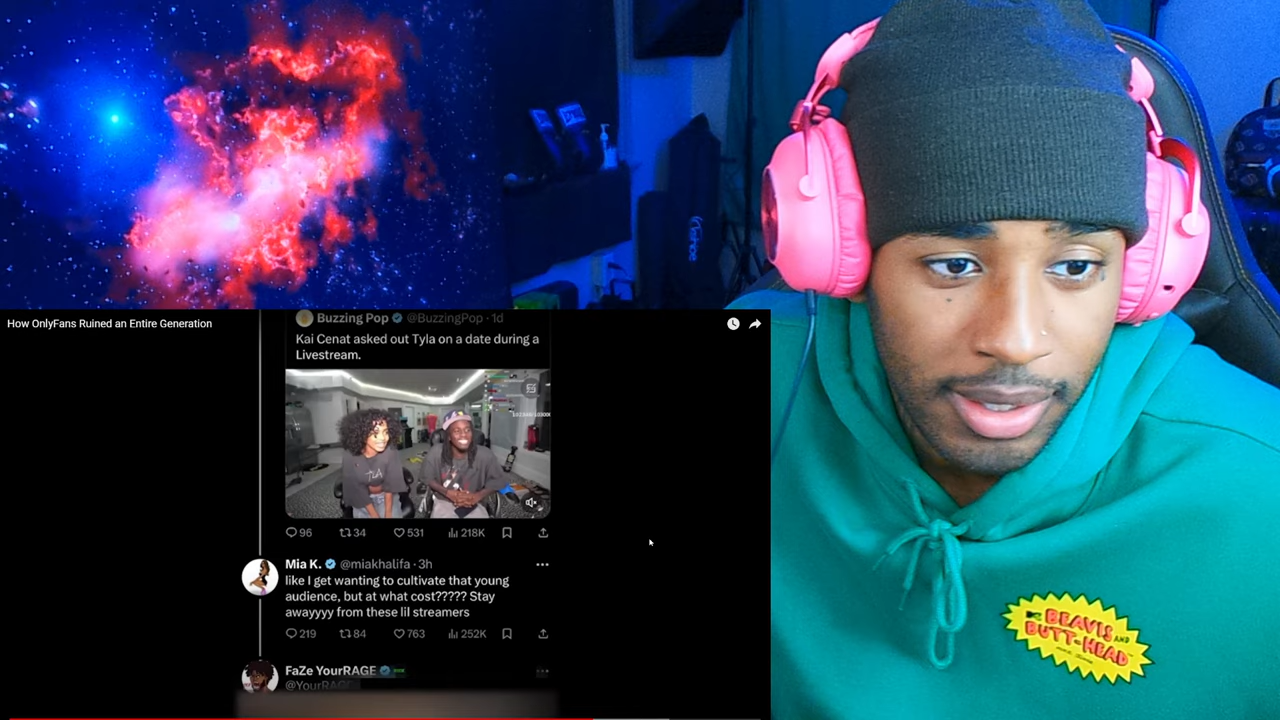 How OnlyFans Ruined an Entire Generation
Buzzing Pop @BuzzingPop · 1d
Kai Cenat asked out Tyla on a date during a
Livestream.
96 34 531 218K
Mia K. @miakhalifa · 3h
like I get wanting to cultivate that young
audience, but at what cost????? Stay
awayyyy from these lil streamers
219 84 763 252K
FaZe YourRAGE
@YourRAGE
BEAVIS AND
BUTT-HEAD